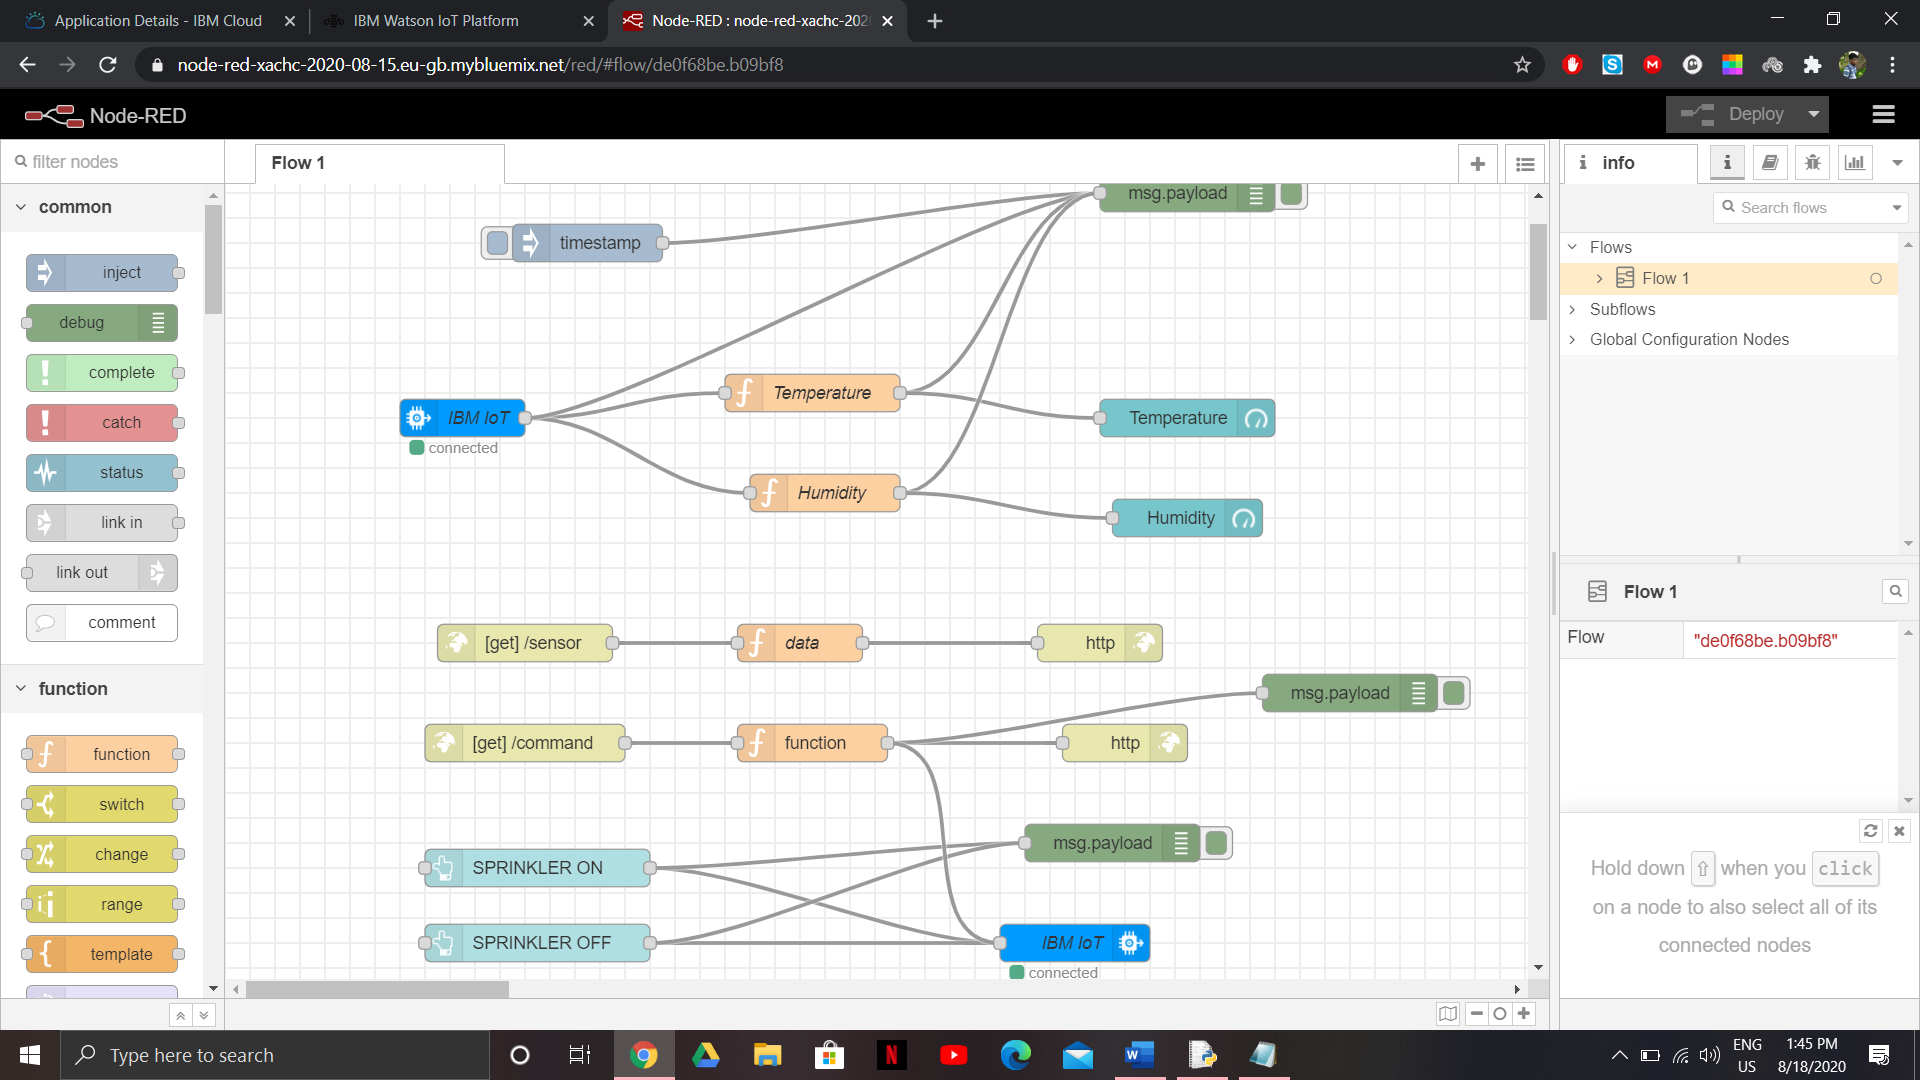 Application Details - IBM Cloud
IBM Watson IoT Platform
Node-RED : node-red-xachc-202
node-red-xachc-2020-08-15.eu-gb.mybluemix.net/red/#flow/de0f68be.b09bf8
Node-RED
Deploy
filter nodes
Flow 1
info
common
inject
debug
complete
catch
status
link in
link out
comment
function
function
switch
change
range
template
msg.payload
timestamp
Temperature
IBM IoT
connected
Temperature
Humidity
Humidity
[get] /sensor
data
http
msg.payload
[get] /command
function
http
msg.payload
SPRINKLER ON
SPRINKLER OFF
IBM IoT
connected
Search flows
Flows
Flow 1
Subflows
Global Configuration Nodes
Flow 1
Flow
"de0f68be.b09bf8"
Hold down ⇧ when you click
on a node to also select all of its
connected nodes
Type here to search
ENG
US
1:45 PM
8/18/2020